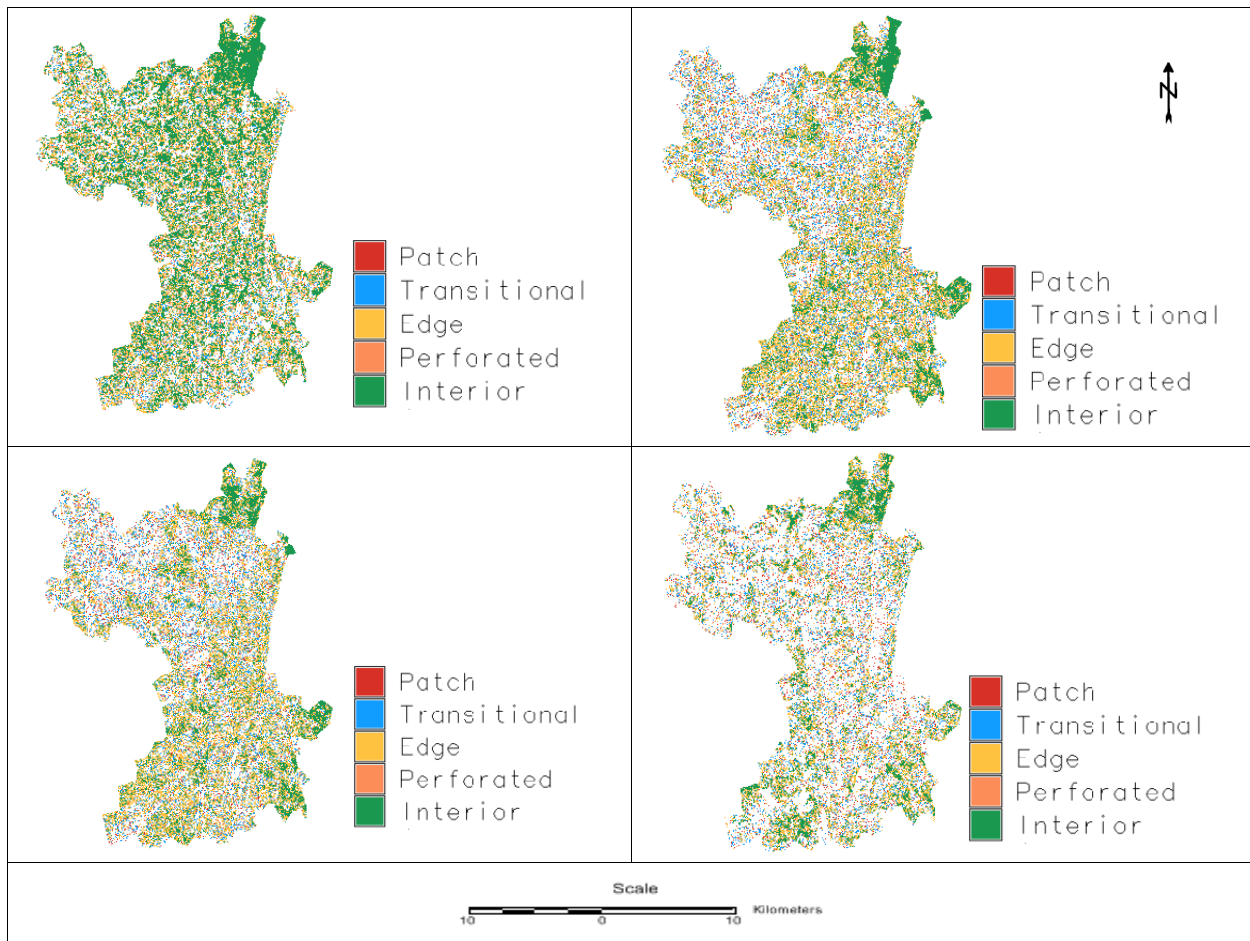 N
Patch
Transitional
Edge
Perforated
Interior
Patch
Transitional
Edge
Perforated
Interior
Patch
Transitional
Edge
Perforated
Interior
Patch
Transitional
Edge
Perforated
Interior
Scale
10 0 10 Kilometers